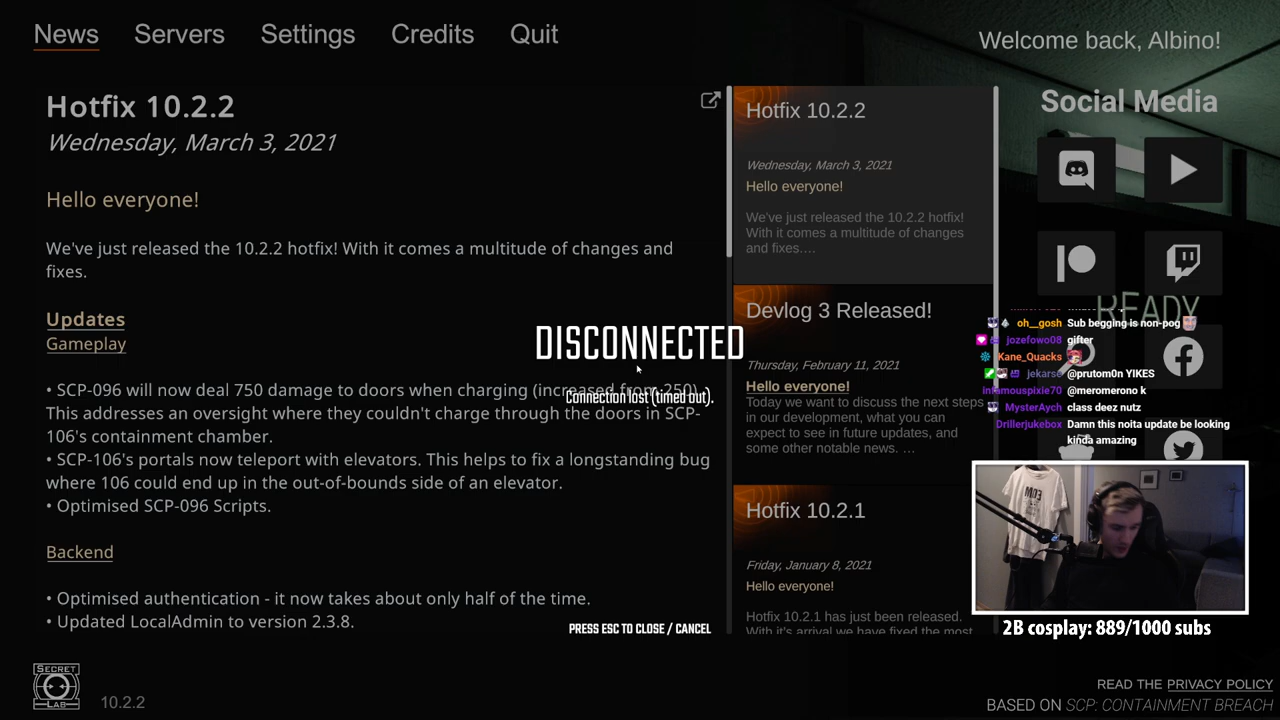 News Servers Settings Credits Quit
Welcome back, Albino!
Hotfix 10.2.2
Wednesday, March 3, 2021
Hello everyone!
We've just released the 10.2.2 hotfix! With it comes a multitude of changes and
fixes.
Updates
Gameplay
• SCP-096 will now deal 750 damage to doors when charging (increased from 250).
This addresses an oversight where they couldn't charge through the doors in SCP-
106's containment chamber.
• SCP-106's portals now teleport with elevators. This helps to fix a longstanding bug
where 106 could end up in the out-of-bounds side of an elevator.
• Optimised SCP-096 Scripts.
Backend
• Optimised authentication - it now takes about only half of the time.
• Updated LocalAdmin to version 2.3.8.
DISCONNECTED
Connection lost (timed out).
PRESS ESC TO CLOSE / CANCEL
Hotfix 10.2.2
Wednesday, March 3, 2021
Hello everyone!
We've just released the 10.2.2 hotfix!
With it comes a multitude of changes
and fixes....
Devlog 3 Released!
Thursday, February 11, 2021
Hello everyone!
Today we want to discuss the next steps
in our development, what you can
expect to see in future updates, and
some other notable news. ...
Hotfix 10.2.1
Friday, January 8, 2021
Hello everyone!
Hotfix 10.2.1 has just been released.
With it's arrival we have fixed the most
Social Media
READY
oh__gosh Sub begging is non-pog
jozefowo08 gifter
Kane_Quacks
jekarse @prutom0n YIKES
infamouspixie70 @meromerono k
MysterAych class deez nutz
Drillerjukebox Damn this noita update be looking
kinda amazing
2B cosplay: 889/1000 subs
SECRET
LAB
10.2.2
READ THE PRIVACY POLICY
BASED ON SCP: CONTAINMENT BREACH